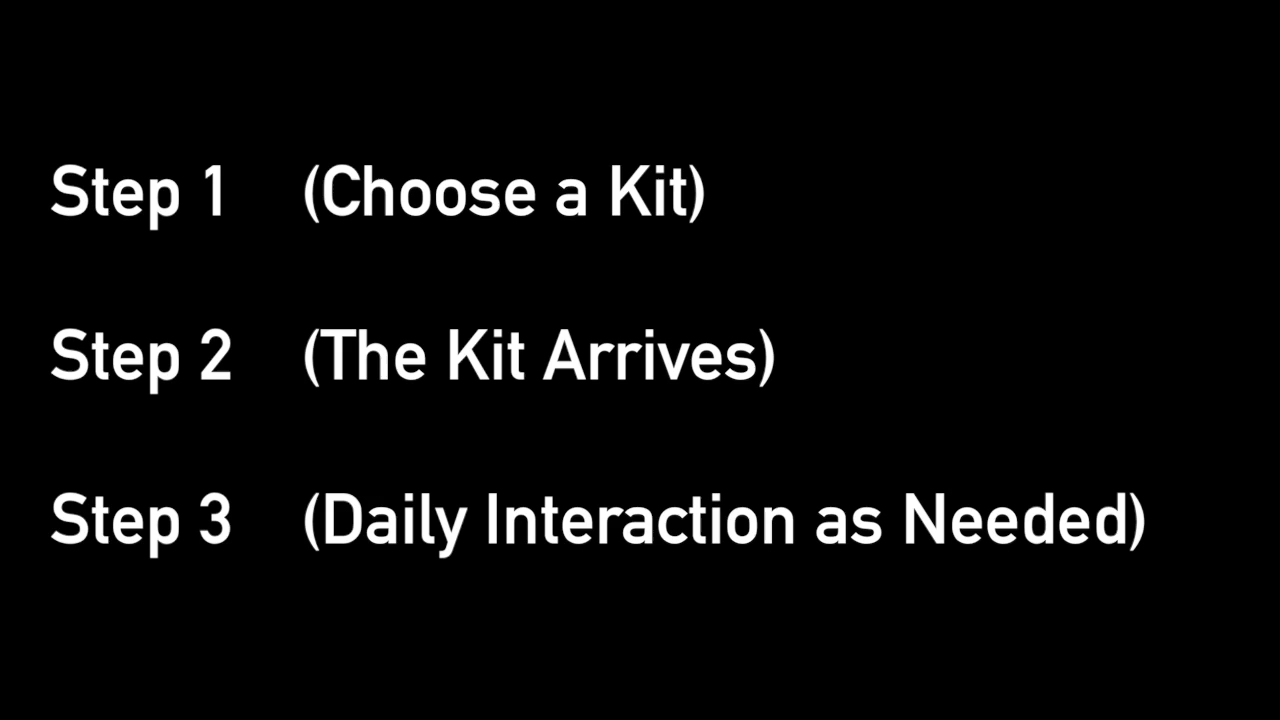 Step 1 (Choose a Kit)
Step 2 (The Kit Arrives)
Step 3 (Daily Interaction as Needed)